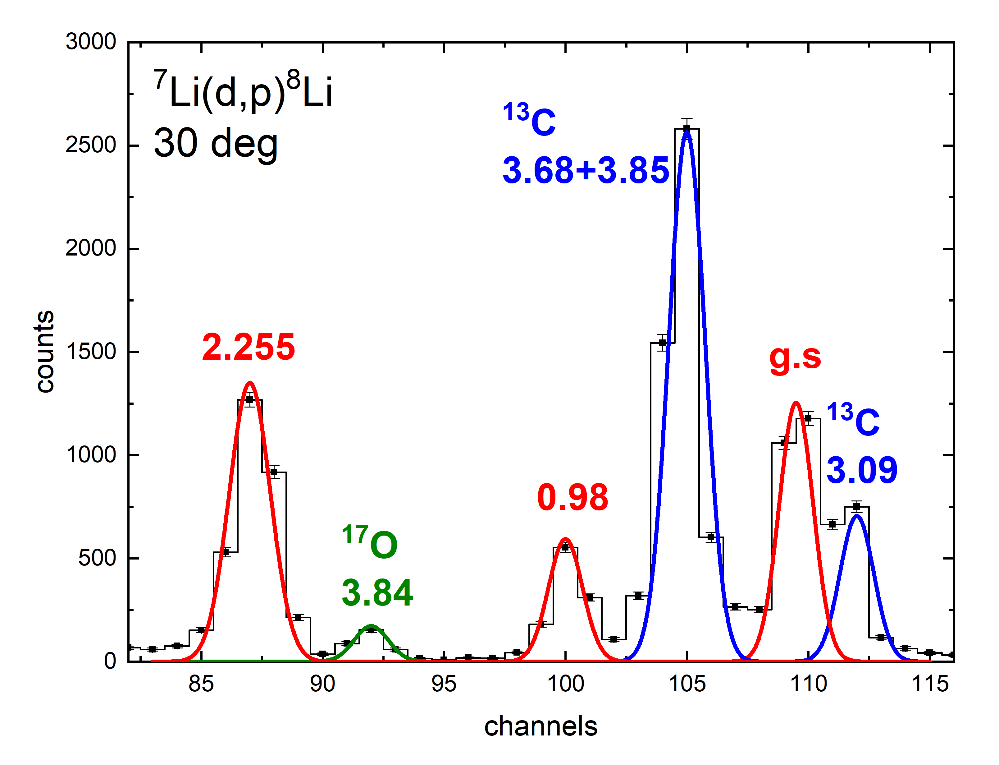 3000
⁷Li(d,p)⁸Li
30 deg
¹³C
3.68+3.85
2500
2000
1500
1000
500
0
counts
2.255
¹⁷O
3.84
0.98
g.s
¹³C
3.09
85 90 95 100 105 110 115
channels